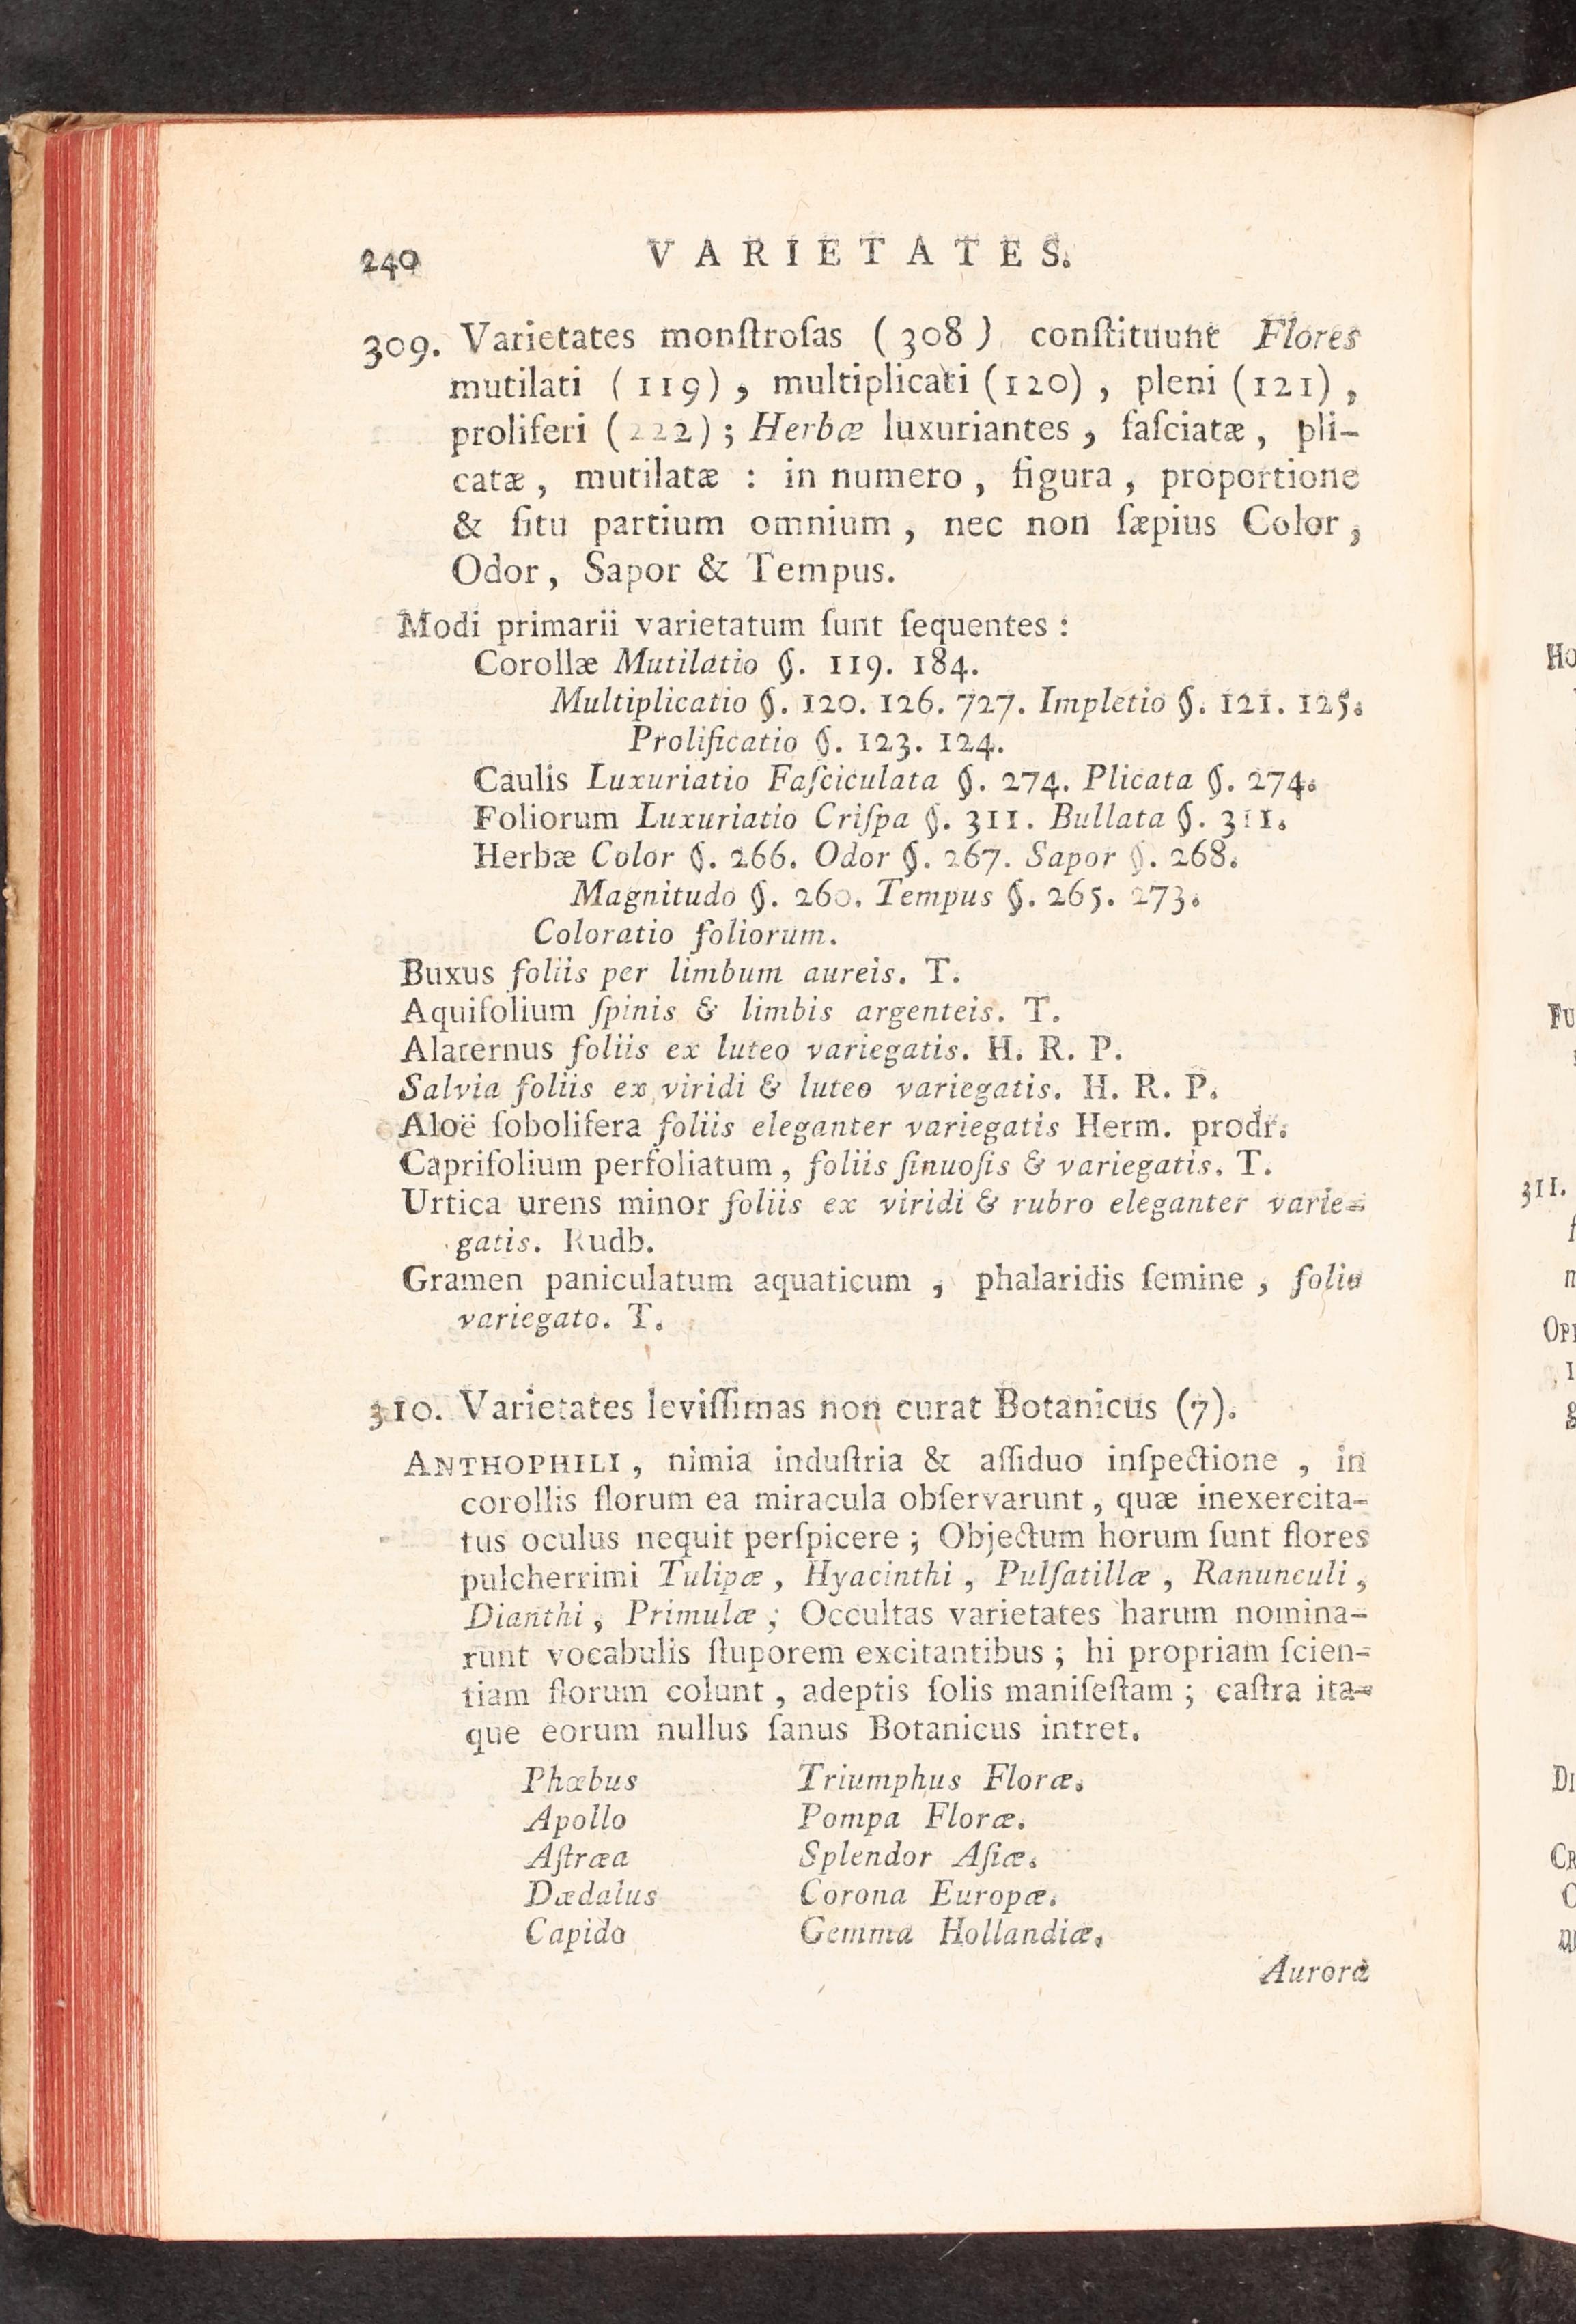 240 VARIETATES.
309. Varietates monſtroſas (308) conſtituunt Flores
mutilati (119), multiplicati (120), pleni (121),
proliferi (222); Herbæ luxuriantes, faſciatæ, pli-
catæ, mutilatæ : in numero, figura, proportione
& ſitu partium omnium, nec non ſæpius Color,
Odor, Sapor & Tempus.
Modi primarii varietatum ſunt ſequentes :
Corollæ Mutilatio §. 119. 184.
Multiplicatio §. 120. 126. 727. Impletio §. 121. 125.
Prolificatio §. 123. 124.
Caulis Luxuriatio Faſciculata §. 274. Plicata §. 274.
Foliorum Luxuriatio Criſpa §. 311. Bullata §. 311.
Herbæ Color §. 266. Odor §. 267. Sapor §. 268.
Magnitudo §. 260. Tempus §. 265. 273.
Coloratio foliorum.
Buxus foliis per limbum aureis. T.
Aquifolium ſpinis & limbis argenteis. T.
Alaternus foliis ex luteo variegatis. H. R. P.
Salvia foliis ex viridi & luteo variegatis. H. R. P.
Aloë ſobolifera foliis eleganter variegatis Herm. prodr.
Caprifolium perfoliatum, foliis ſinuoſis & variegatis. T.
Urtica urens minor foliis ex viridi & rubro eleganter varie-
gatis. Rudb.
Gramen paniculatum aquaticum, phalaridis ſemine, folio
variegato. T.
310. Varietates leviſſimas non curat Botanicus (7).
ANTHOPHILI, nimia induſtria & aſſiduo inſpectione, in
corollis florum ea miracula obſervarunt, quæ inexercita-
tus oculus nequit perſpicere; Objectum horum ſunt flores
pulcherrimi Tulipæ, Hyacinthi, Pulſatillæ, Ranunculi,
Dianthi, Primulæ; Occultas varietates harum nomina-
runt vocabulis ſtuporem excitantibus; hi propriam ſcien-
tiam florum colunt, adeptis ſolis manifeſtam; caſtra ita-
que eorum nullus ſanus Botanicus intret.
Phœbus Triumphus Floræ.
Apollo Pompa Floræ.
Aſtræa Splendor Aſiæ.
Dædalus Corona Europæ.
Capido Gemma Hollandiæ.
Aurora
311.